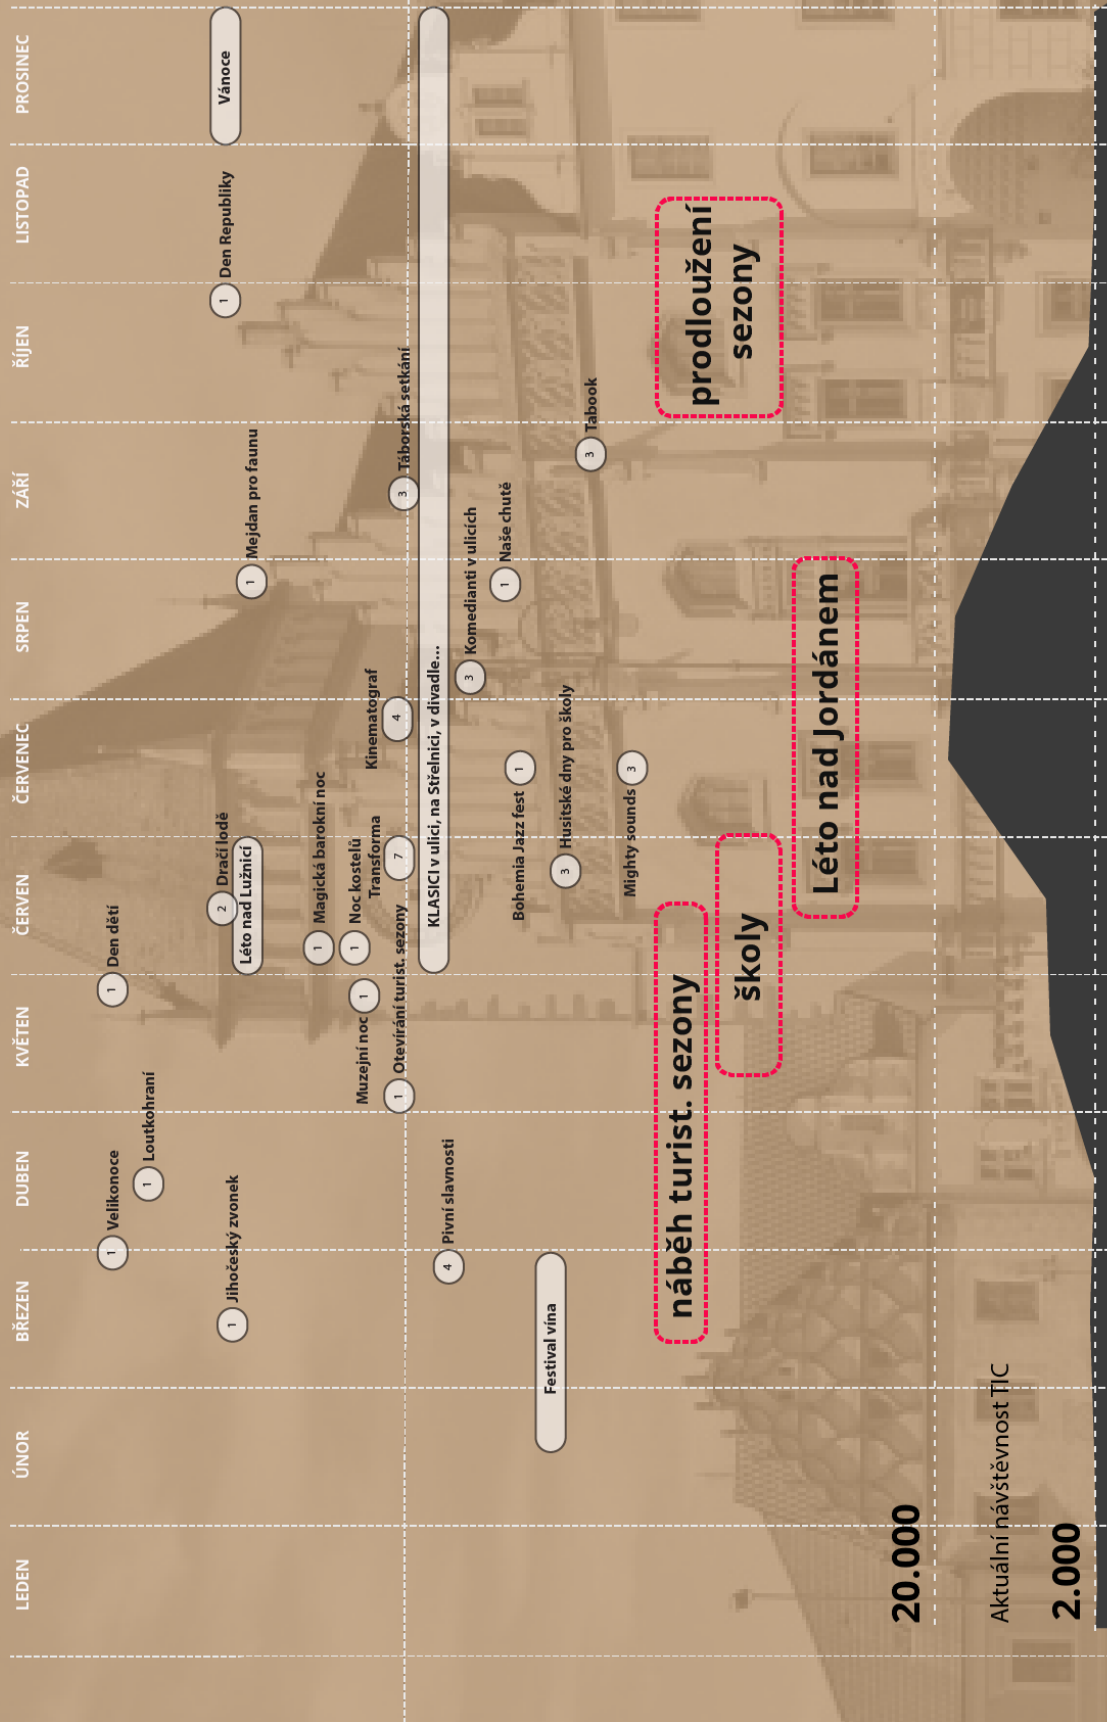 LEDEN
ÚNOR
BŘEZEN
DUBEN
KVĚTEN
ČERVEN
ČERVENEC
SRPEN
ZÁŘÍ
ŘÍJEN
LISTOPAD
PROSINEC
1 Velikonoce
1 Den dětí
1 Loutkohraní
2 Dračí lodě
1 Den Republiky
Vánoce
1 Jihočeský zvonek
Léto nad Lužnicí
1 Mejdan pro faunu
1 Magická barokní noc
1 Noc kostelů
Muzejní noc 1
Kinematograf
4
Transforma
7
1 Otevírání turist. sezony
3 Táborská setkání
KLASICI v ulici, na Střelnici, v divadle...
4 Pivní slavnosti
3 Komedianti v ulicích
1 Naše chutě
Bohemia Jazz fest 1
Festival vína
3 Husitské dny pro školy
3 Tabook
Mighty sounds 3
náběh turist. sezony
prodloužení
sezony
školy
Léto nad Jordánem
20.000
Aktuální návštěvnost TIC
2.000